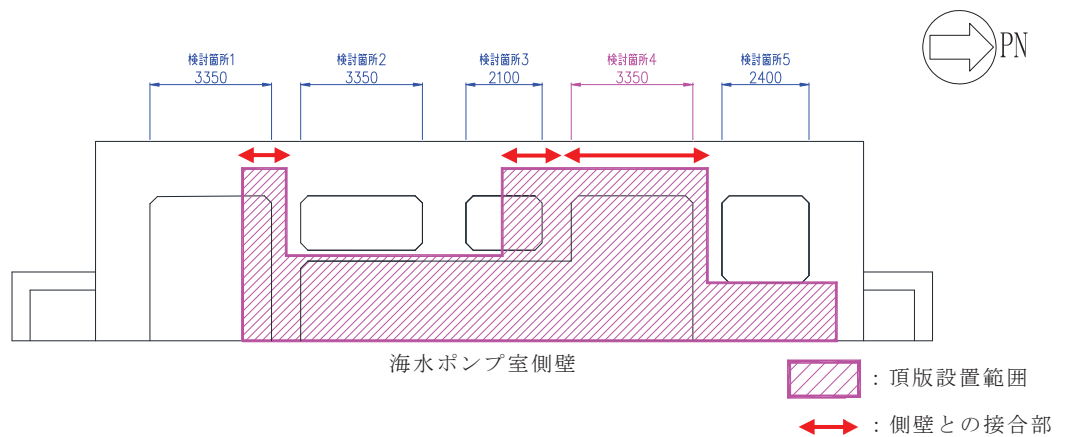 PN
検討箇所1
3350
検討箇所2
3350
検討箇所3
2100
検討箇所4
3350
検討箇所5
2400
海水ポンプ室側壁
：頂版設置範囲
：側壁との接合部